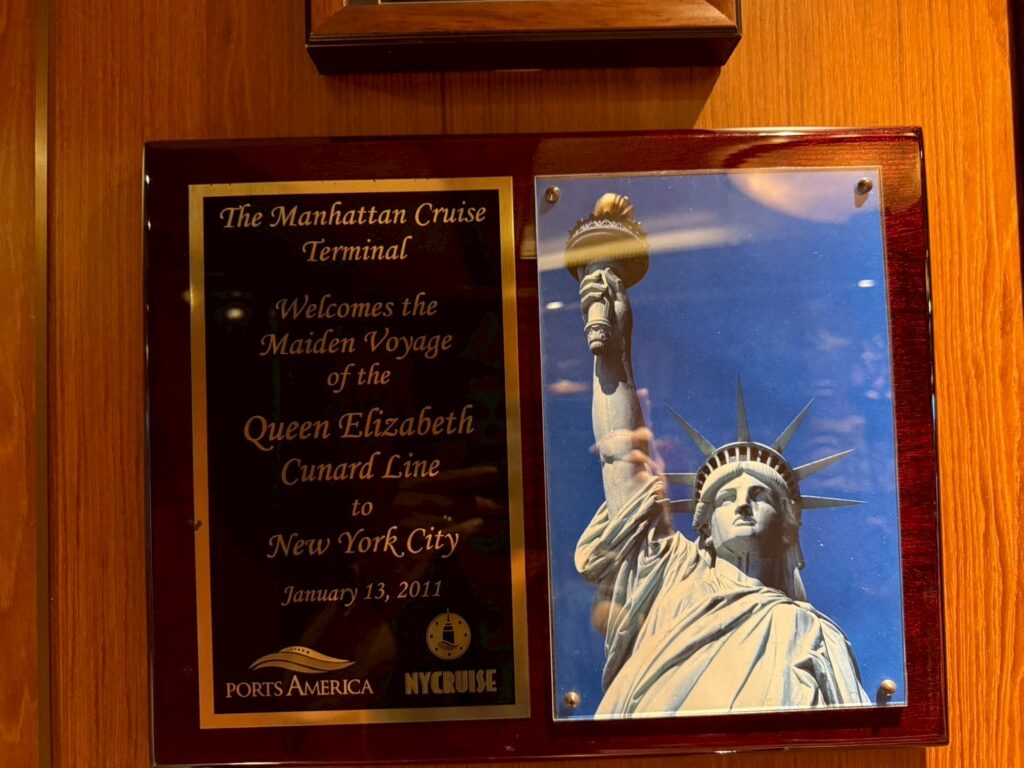 The Manhattan Cruise
Terminal
Welcomes the
Maiden Voyage
of the
Queen Elizabeth
Cunard Line
to
New York City
January 13, 2011
PORTS AMERICA
NYCRUISE